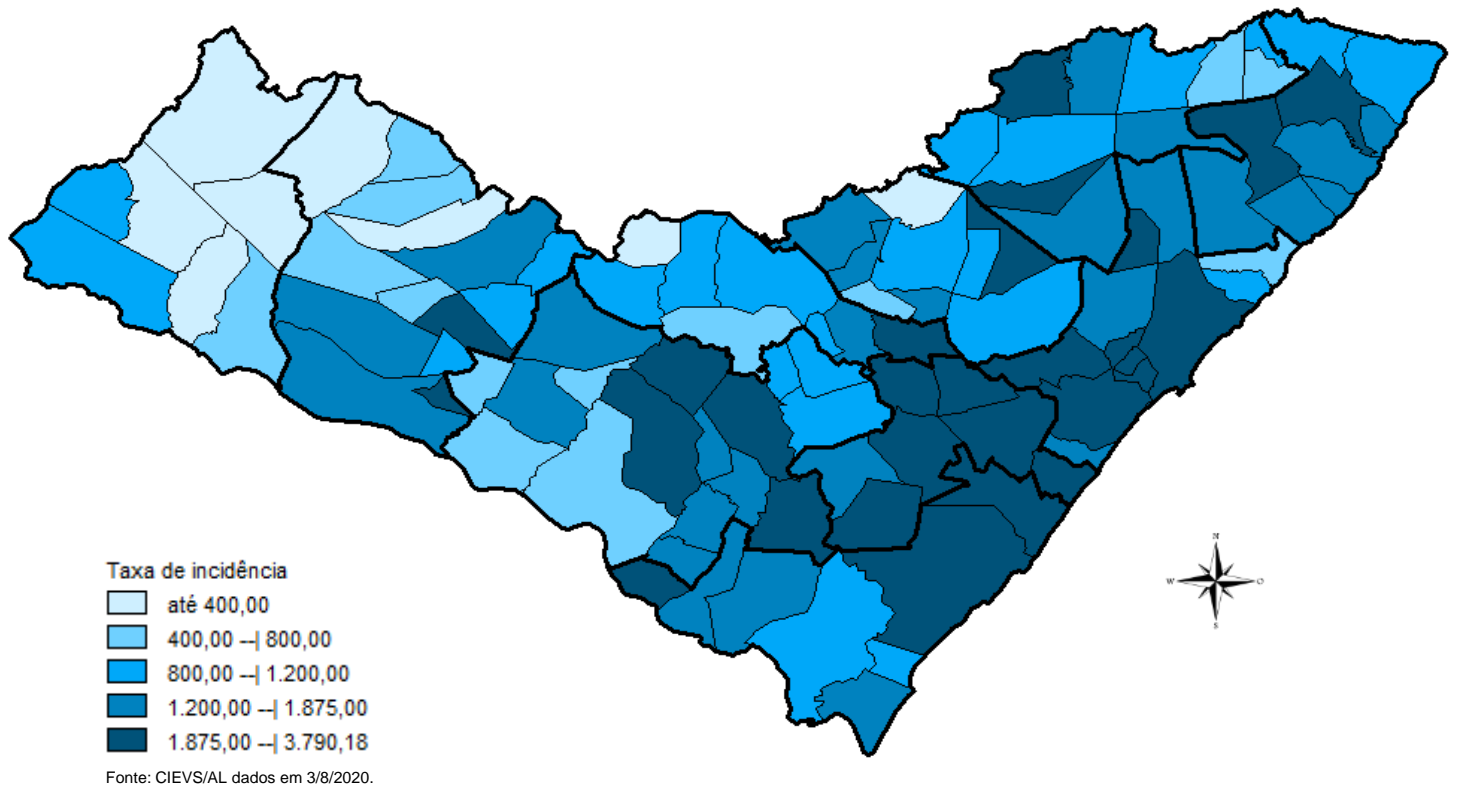 N
W
O
S
Taxa de incidência
até 400,00
400,00 --| 800,00
800,00 --| 1.200,00
1.200,00 --| 1.875,00
1.875,00 --| 3.790,18
Fonte: CIEVS/AL dados em 3/8/2020.